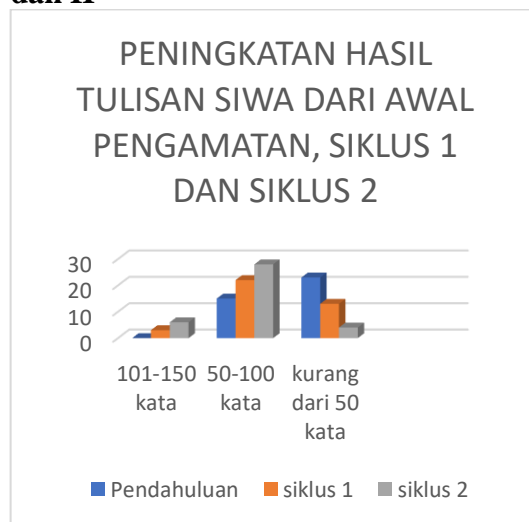 dan II
PENINGKATAN HASIL
TULISAN SIWA DARI AWAL
PENGAMATAN, SIKLUS 1
DAN SIKLUS 2
30
20
10
0
101-150 50-100 kurang
kata kata dari 50
kata
Pendahuluan siklus 1 siklus 2